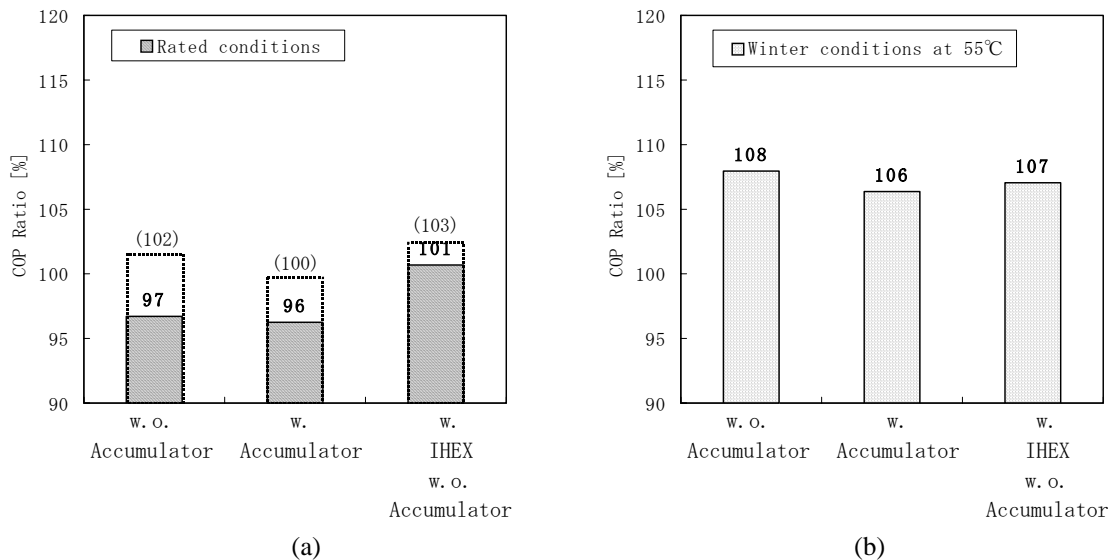 120
115
110
105
100
95
90
COP Ratio [%]
Rated conditions
(102)
97
(100)
96
(103)
101
w.o.
Accumulator
w.
Accumulator
w.
IHEX
w.o.
Accumulator
(a)
120
115
110
105
100
95
90
COP Ratio [%]
Winter conditions at 55℃
108
106
107
w.o.
Accumulator
w.
Accumulator
w.
IHEX
w.o.
Accumulator
(b)